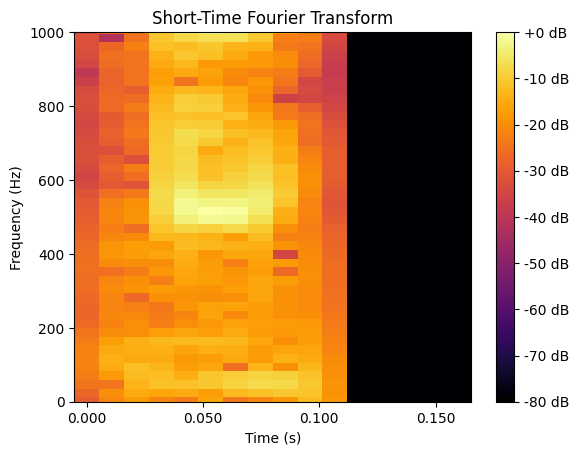 Short-Time Fourier Transform
1000
800
600
400
200
0
Frequency (Hz)
0.000
0.050
0.100
0.150
Time (s)
+0 dB
-10 dB
-20 dB
-30 dB
-40 dB
-50 dB
-60 dB
-70 dB
-80 dB